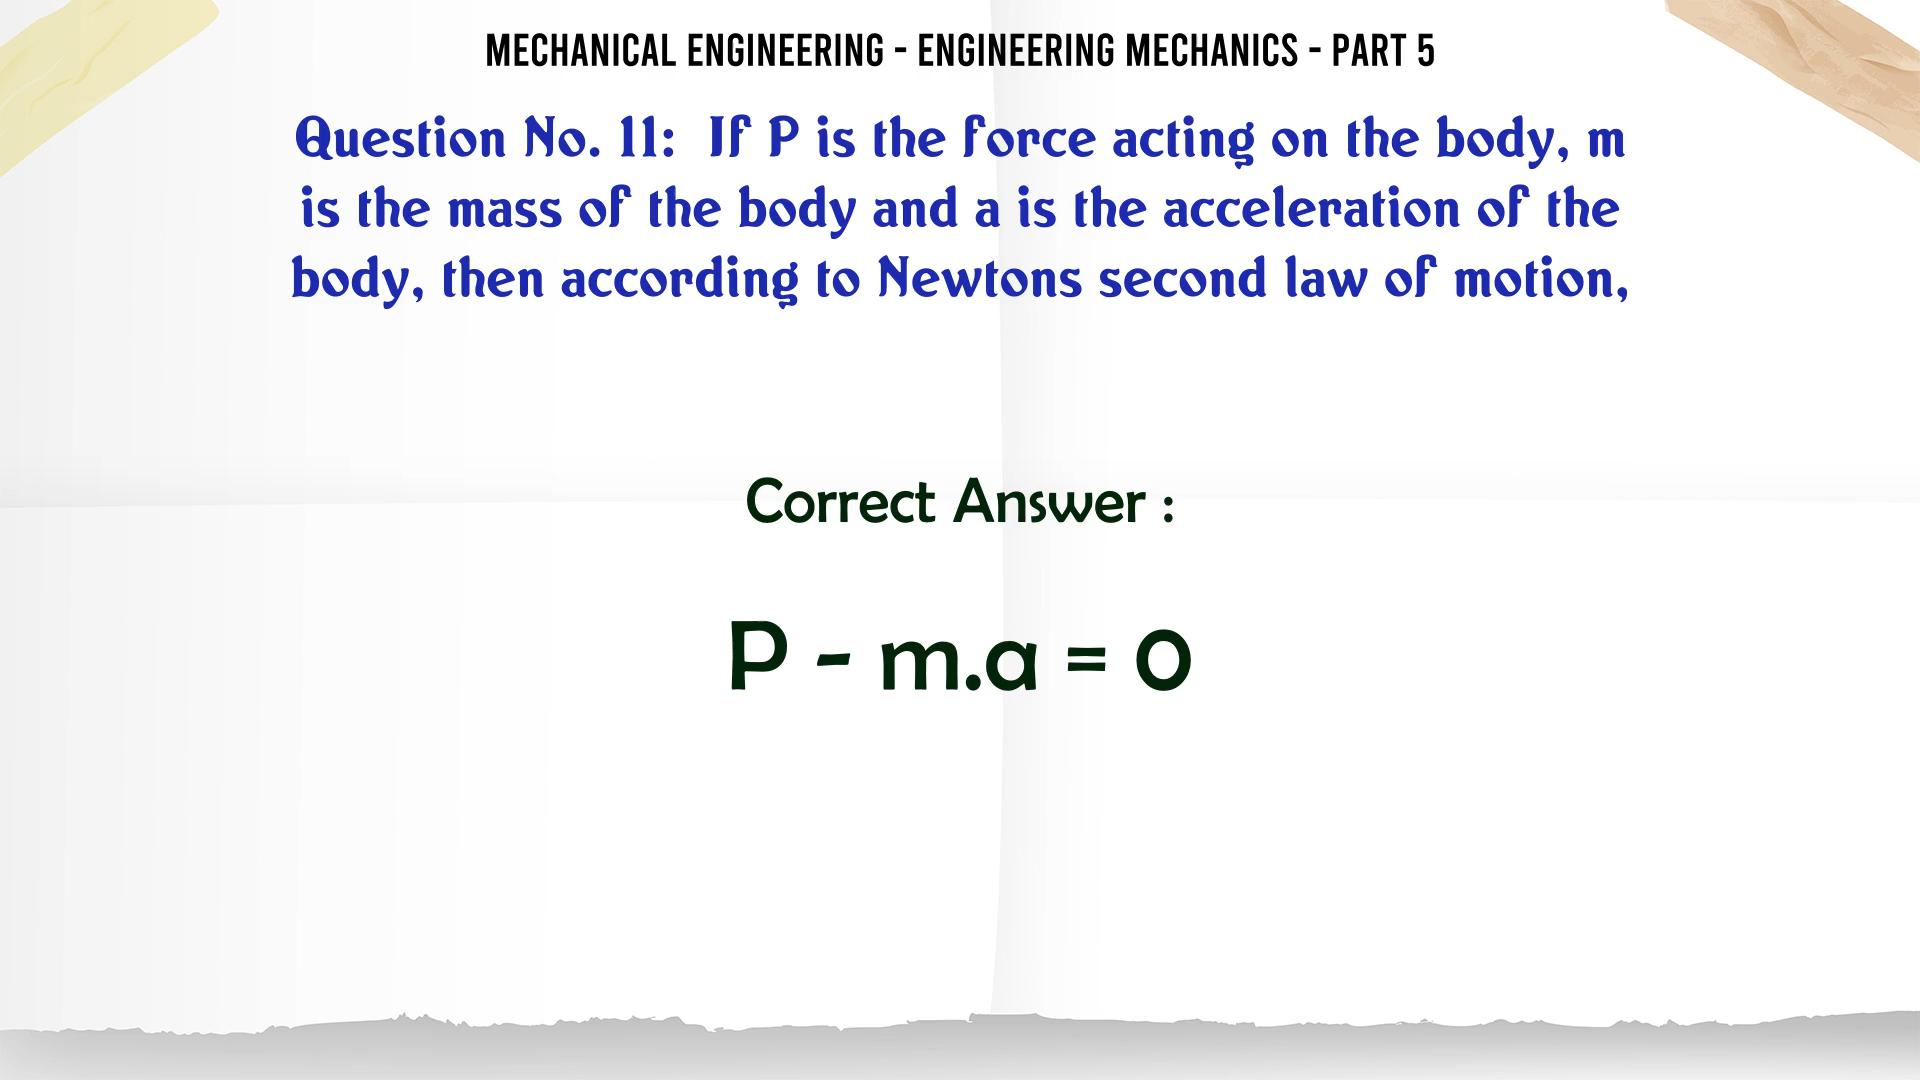 MECHANICAL ENGINEERING - ENGINEERING MECHANICS - PART 5
Question No. 11:  If P is the force acting on the body, m
is the mass of the body and a is the acceleration of the
body, then according to Newtons second law of motion,
Correct Answer :
P - m.a = 0